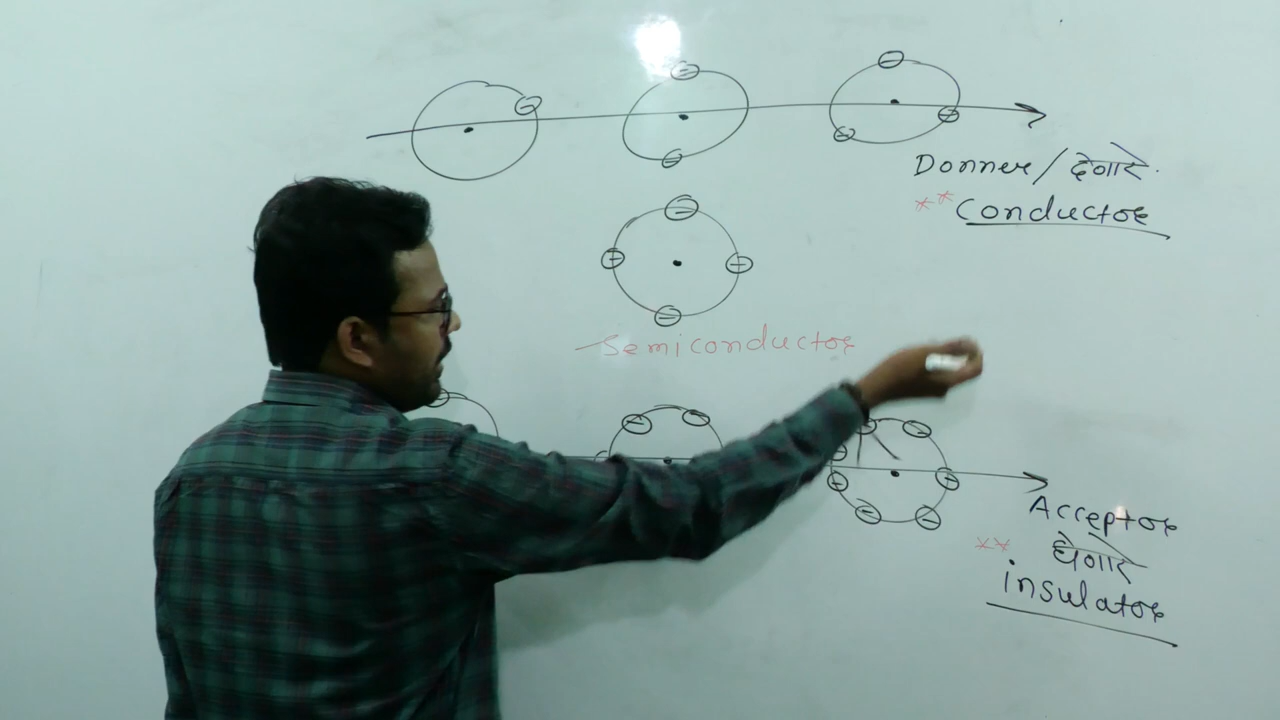 Donner / देणारे.
** Conductor
Semiconductor
Acceptor
** घेणारे
insulator